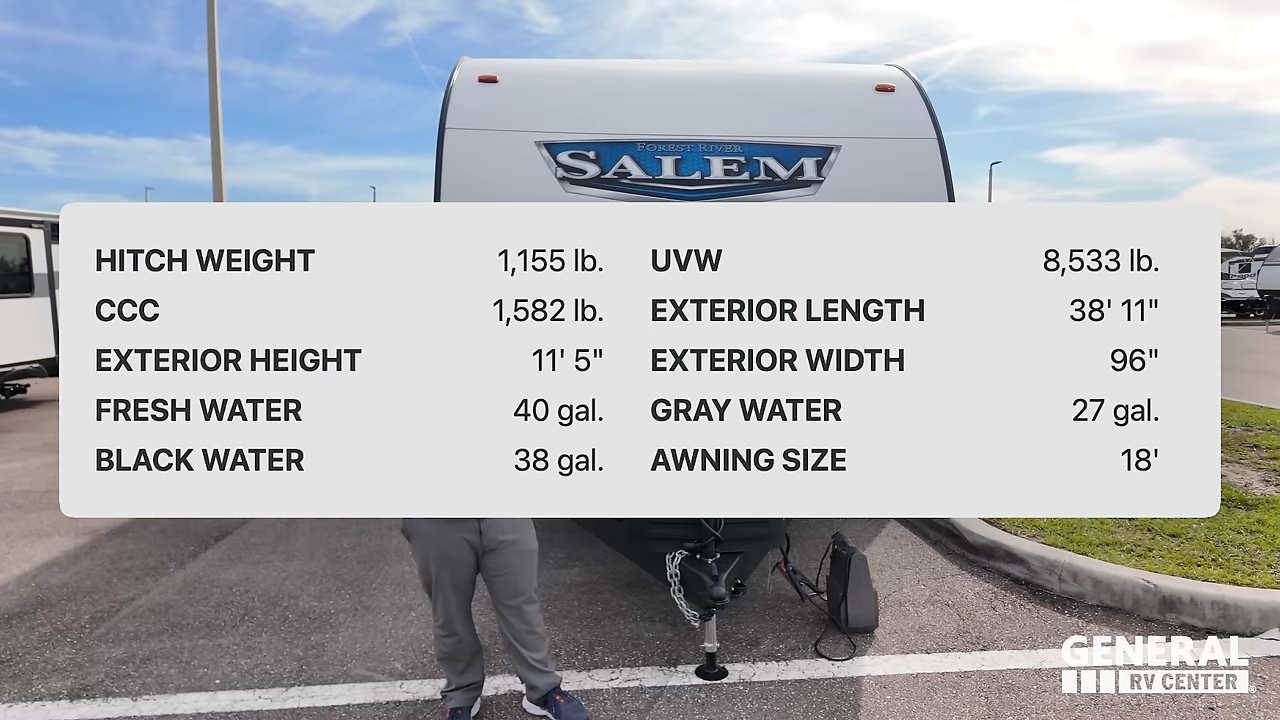 FOREST RIVER
SALEM
HITCH WEIGHT 1,155 lb. UVW 8,533 lb.
CCC 1,582 lb. EXTERIOR LENGTH 38' 11"
EXTERIOR HEIGHT 11' 5" EXTERIOR WIDTH 96"
FRESH WATER 40 gal. GRAY WATER 27 gal.
BLACK WATER 38 gal. AWNING SIZE 18'
GENERAL
RV CENTER